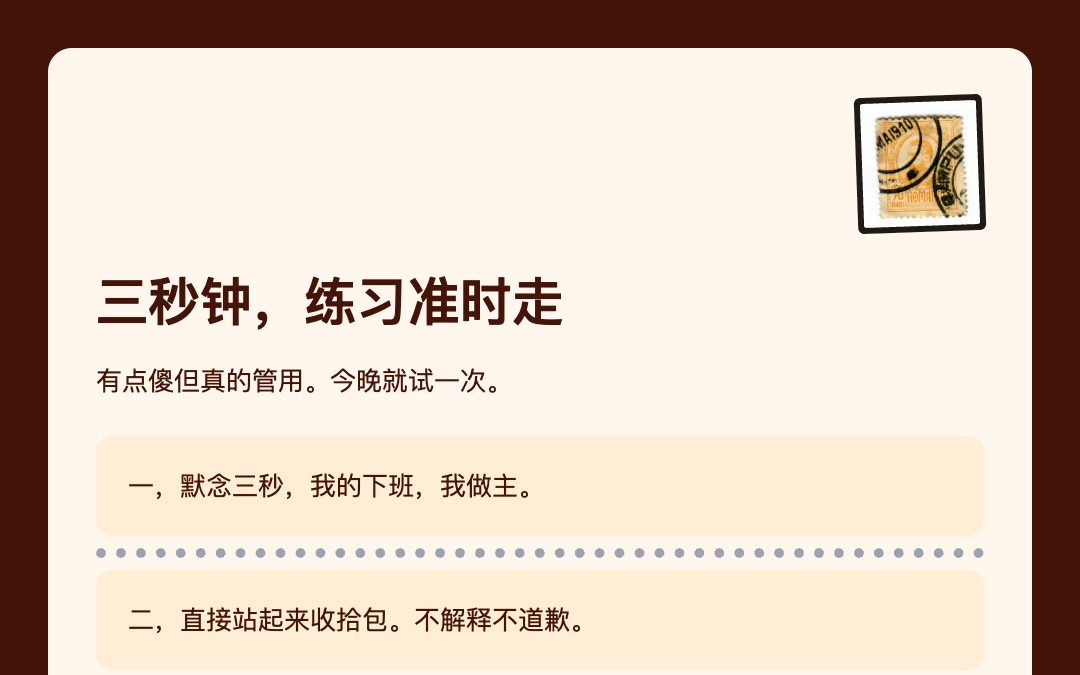 MAI910
ROMA
三秒钟，练习准时走
有点傻但真的管用。今晚就试一次。
一，默念三秒，我的下班，我做主。
二，直接站起来收拾包。不解释不道歉。